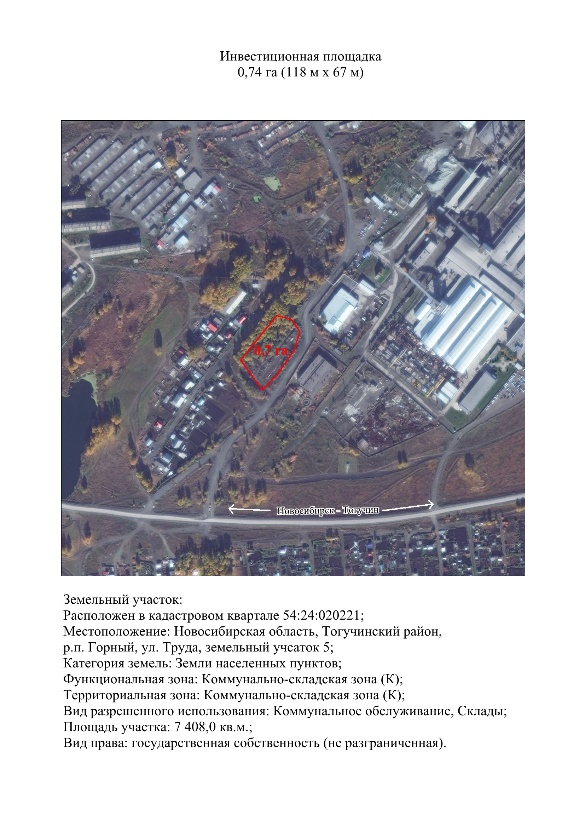 Инвестиционная площадка
0,74 га (118 м х 67 м)
0,7 га
Новосибирск - Тогучин
Земельный участок:
Расположен в кадастровом квартале 54:24:020221;
Местоположение: Новосибирская область, Тогучинский район,
р.п. Горный, ул. Труда, земельный учсаток 5;
Категория земель: Земли населенных пунктов;
Функциональная зона: Коммунально-складская зона (К);
Территориальная зона: Коммунально-складская зона (К);
Вид разрешенного использования: Коммунальное обслуживание, Склады;
Площадь участка: 7 408,0 кв.м.;
Вид права: государственная собственность (не разграниченная).